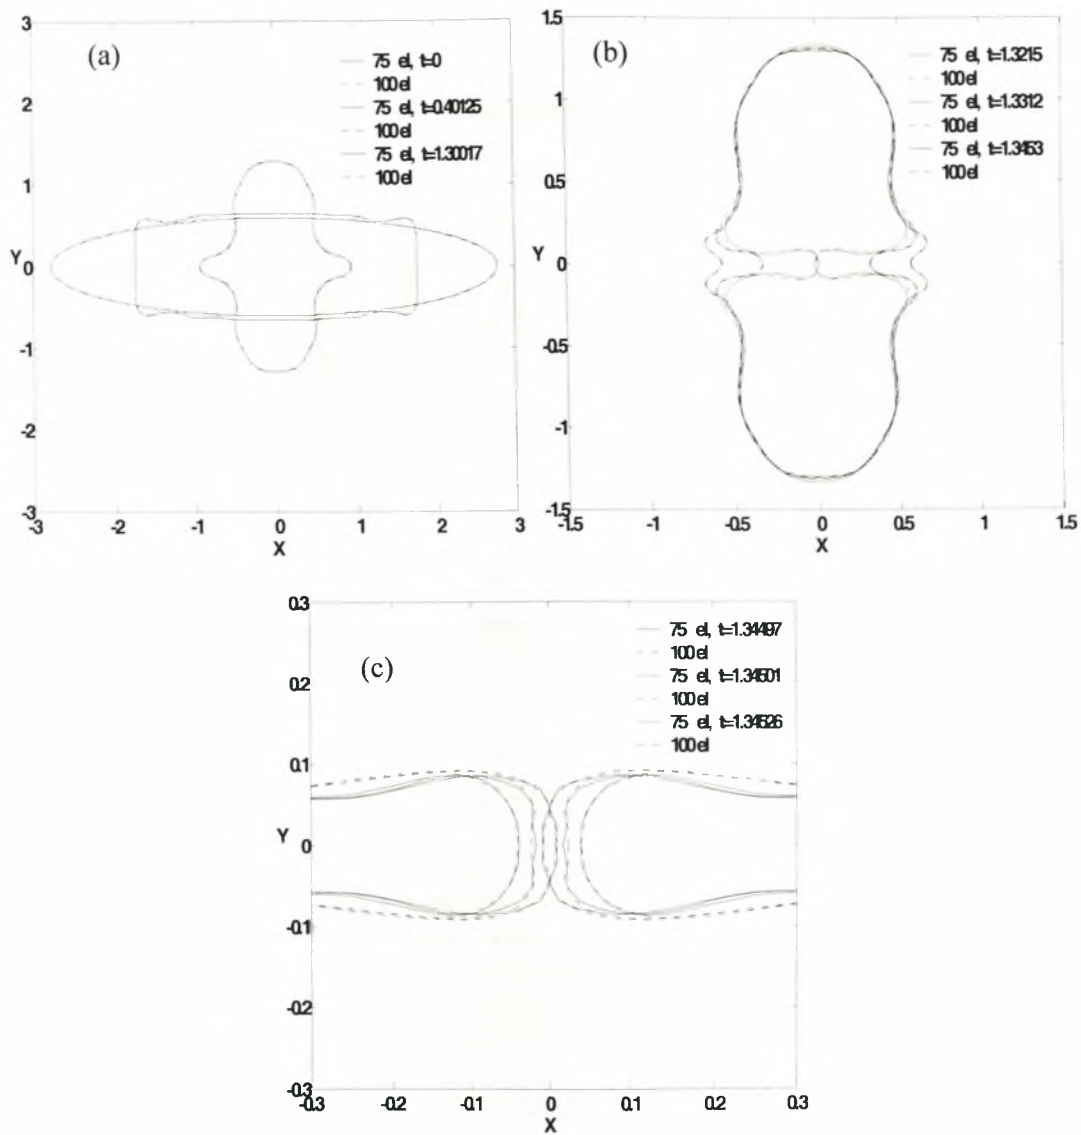 (a)
3
2
1
0
-1
-2
-3
Y
75 el, t=0
100el
75 el, t=0.40125
100el
75 el, t=1.30017
100el
-3 -2 -1 0 1 2 3
X
(b)
1.5
1
0.5
0
-0.5
-1
-1.5
Y
75 el, t=1.3215
100el
75 el, t=1.3312
100el
75 el, t=1.3453
100el
-1.5 -1 -0.5 0 0.5 1 1.5
X
(c)
0.3
0.2
0.1
0
-0.1
-0.2
-0.3
Y
75 el, t=1.34497
100el
75 el, t=1.34501
100el
75 el, t=1.34526
100el
-0.3 -0.2 -0.1 0 0.1 0.2 0.3
X